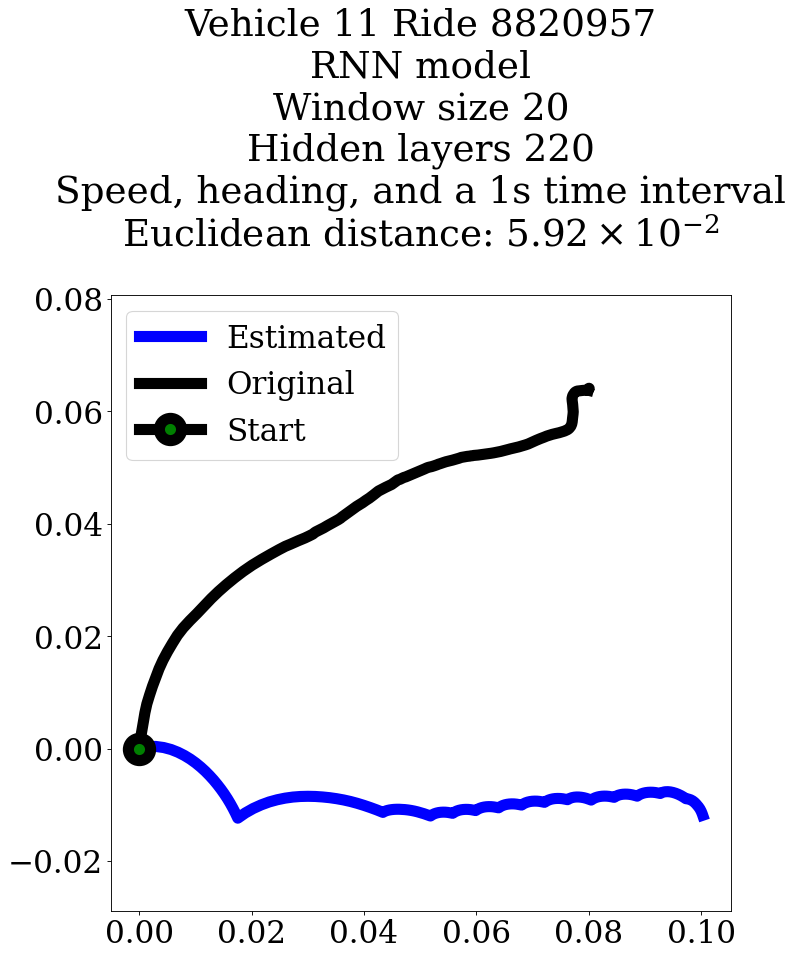 Vehicle 11 Ride 8820957
RNN model
Window size 20
Hidden layers 220
Speed, heading, and a 1s time interval
Euclidean distance: 5.92 × 10⁻²
0.08
Estimated
Original
Start
0.06
0.04
0.02
0.00
−0.02
0.00 0.02 0.04 0.06 0.08 0.10